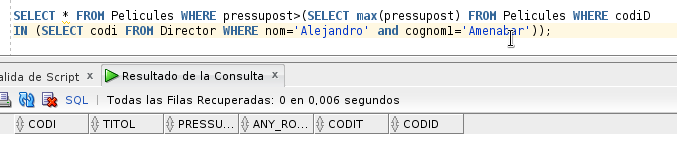 SELECT * FROM Pelicules WHERE pressupost>(SELECT max(pressupost) FROM Pelicules WHERE codiD
IN (SELECT codi FROM Director WHERE nom='Alejandro' and cognom1='Amenabar'));
alida de Script x Resultado de la Consulta x
SQL | Todas las Filas Recuperadas: 0 en 0,006 segundos
CODI TITOL PRESSU... ANY_RO... CODIT CODID